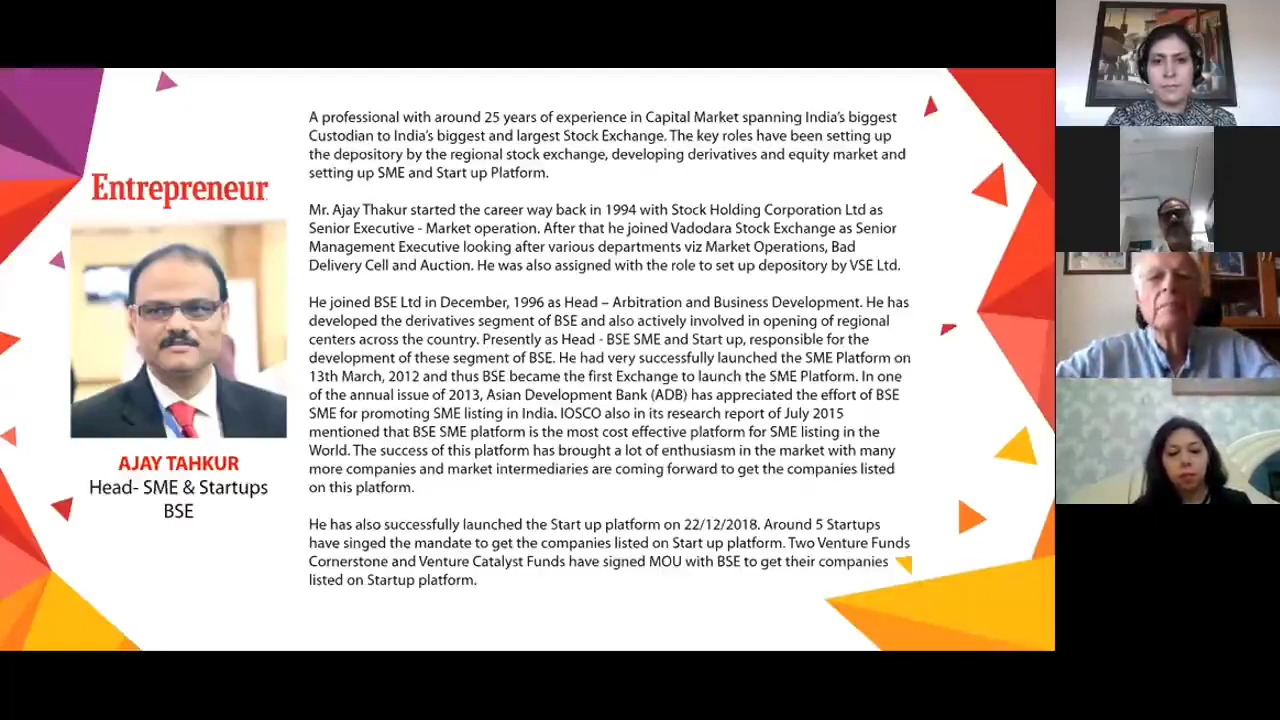 Entrepreneur
AJAY TAHKUR
Head- SME & Startups
BSE
A professional with around 25 years of experience in Capital Market spanning India's biggest
Custodian to India's biggest and largest Stock Exchange. The key roles have been setting up
the depository by the regional stock exchange, developing derivatives and equity market and
setting up SME and Start up Platform.
Mr. Ajay Thakur started the career way back in 1994 with Stock Holding Corporation Ltd as
Senior Executive - Market operation. After that he joined Vadodara Stock Exchange as Senior
Management Executive looking after various departments viz Market Operations, Bad
Delivery Cell and Auction. He was also assigned with the role to set up depository by VSE Ltd.
He joined BSE Ltd in December, 1996 as Head – Arbitration and Business Development. He has
developed the derivatives segment of BSE and also actively involved in opening of regional
centers across the country. Presently as Head - BSE SME and Start up, responsible for the
development of these segment of BSE. He had very successfully launched the SME Platform on
13th March, 2012 and thus BSE became the first Exchange to launch the SME Platform. In one
of the annual issue of 2013, Asian Development Bank (ADB) has appreciated the effort of BSE
SME for promoting SME listing in India. IOSCO also in its research report of July 2015
mentioned that BSE SME platform is the most cost effective platform for SME listing in the
World. The success of this platform has brought a lot of enthusiasm in the market with many
more companies and market intermediaries are coming forward to get the companies listed
on this platform.
He has also successfully launched the Start up platform on 22/12/2018. Around 5 Startups
have singed the mandate to get the companies listed on Start up platform. Two Venture Funds
Cornerstone and Venture Catalyst Funds have signed MOU with BSE to get their companies
listed on Startup platform.